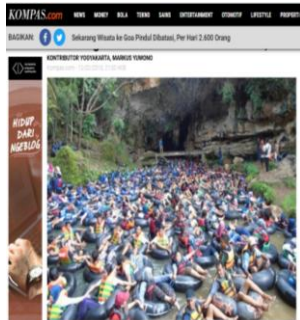 KOMPAS.com NEWS MONEY BOLA TEKNO SAINS ENTERTAINMENT OTOMOTIF LIFESTYLE PROPERTI
BAGIKAN: Sekarang Wisata ke Goa Pindul Dibatasi, Per Hari 2.600 Orang
KONTRIBUTOR YOGYAKARTA, MARKUS YUWONO
HIDUP
DARI
NGEBLOG